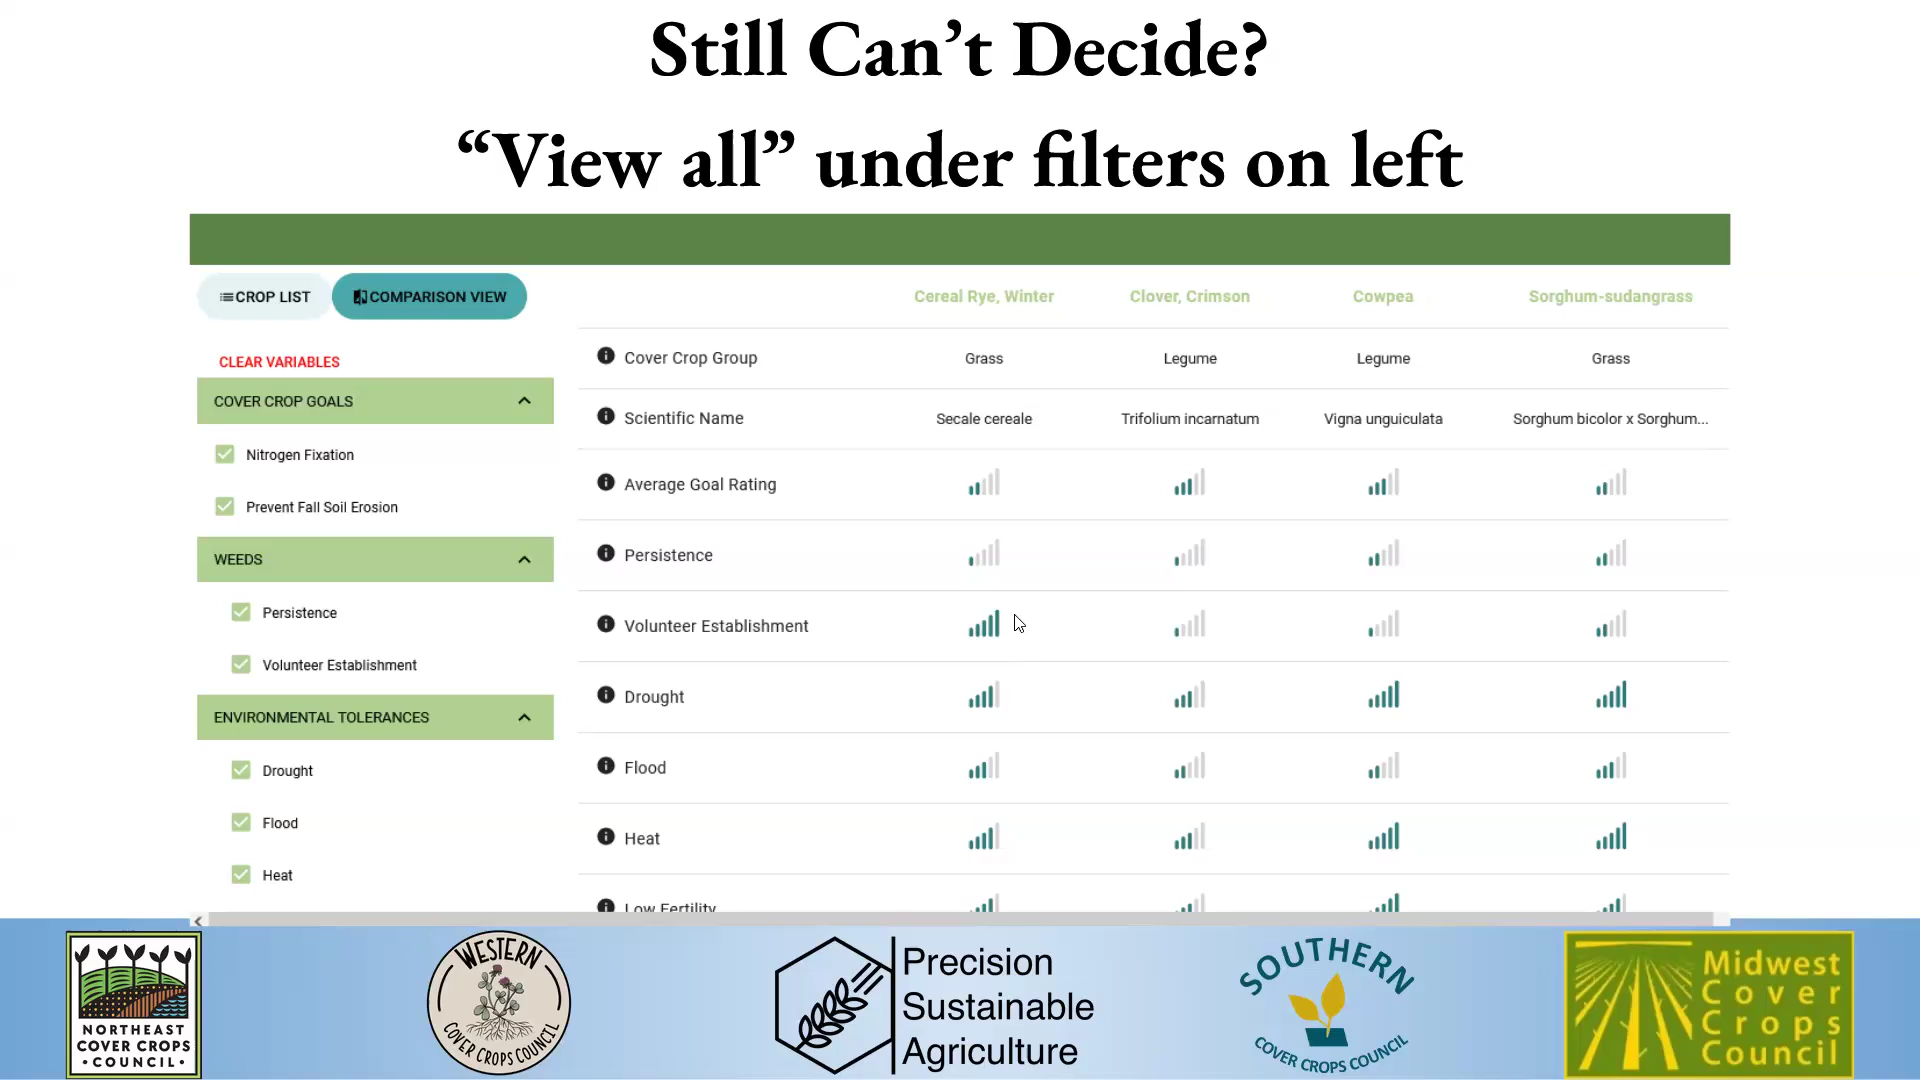 Still Can’t Decide?
“View all” under filters on left
CROP LIST
COMPARISON VIEW
Cereal Rye, Winter
Clover, Crimson
Cowpea
Sorghum-sudangrass
CLEAR VARIABLES
Cover Crop Group
Grass
Legume
Legume
Grass
COVER CROP GOALS
Scientific Name
Secale cereale
Trifolium incarnatum
Vigna unguiculata
Sorghum bicolor x Sorghum...
Nitrogen Fixation
Average Goal Rating
Prevent Fall Soil Erosion
WEEDS
Persistence
Persistence
Volunteer Establishment
Volunteer Establishment
ENVIRONMENTAL TOLERANCES
Drought
Drought
Flood
Flood
Heat
Heat
Low Fertility
NORTHEAST
COVER CROPS
•COUNCIL•
WESTERN
COVER CROPS COUNCIL
Precision
Sustainable
Agriculture
SOUTHERN
COVER CROPS COUNCIL
Midwest
Cover
Crops
Council